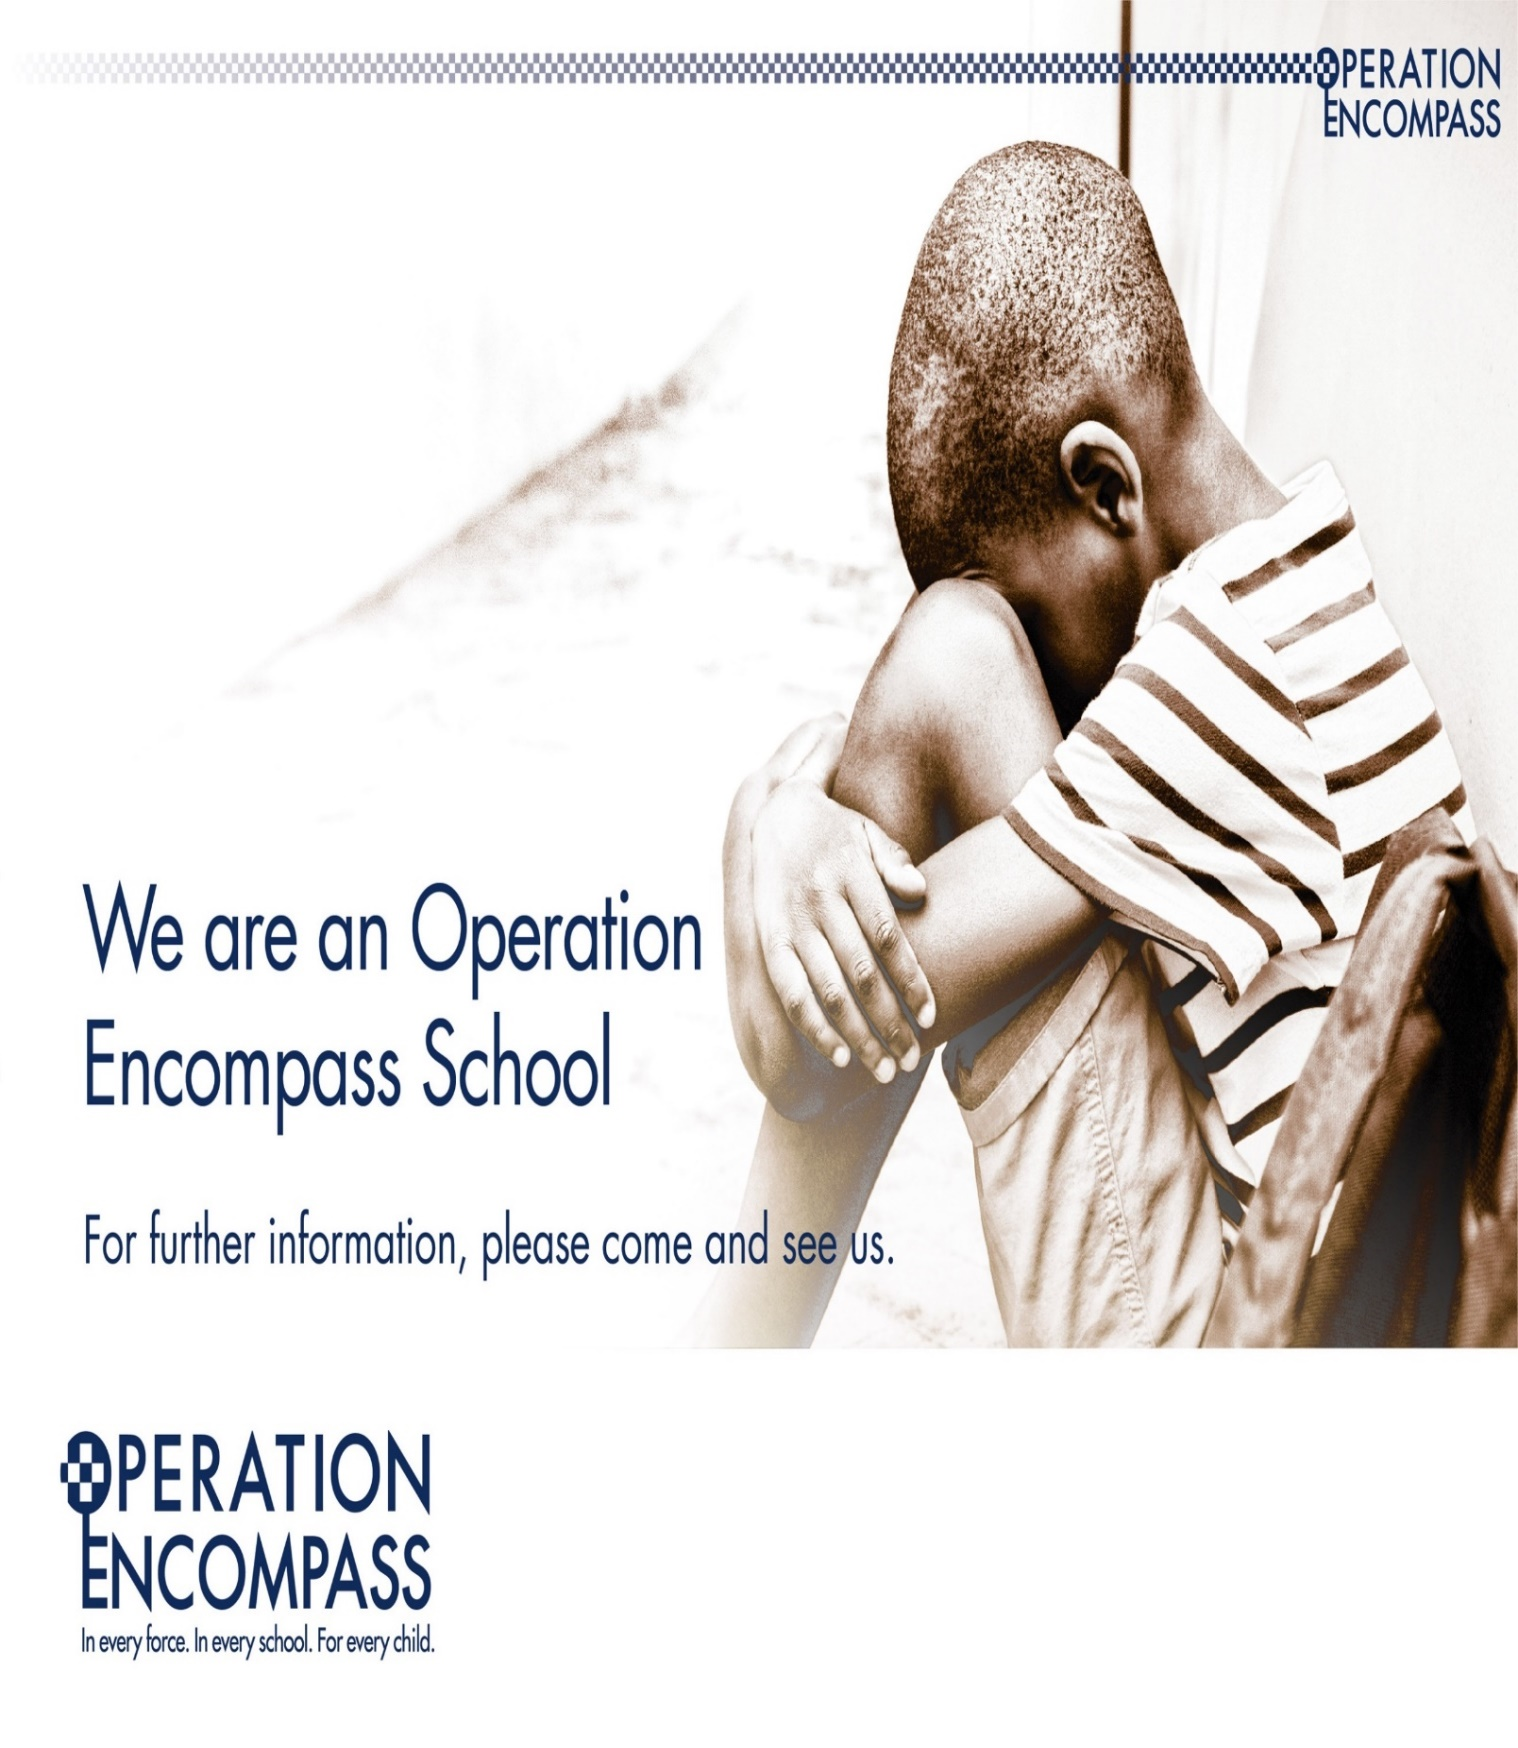 OPERATION
ENCOMPASS
We are an Operation
Encompass School
For further information, please come and see us.
OPERATION
ENCOMPASS
In every force. In every school. For every child.